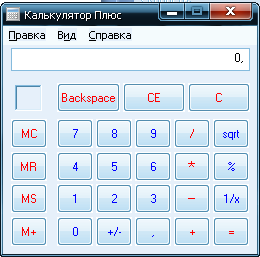 Калькулятор Плюс
Правка Вид Справка
0,
Backspace CE C
MC 7 8 9 / sqrt
MR 4 5 6 * %
MS 1 2 3 − 1/x
M+ 0 +/- , + =